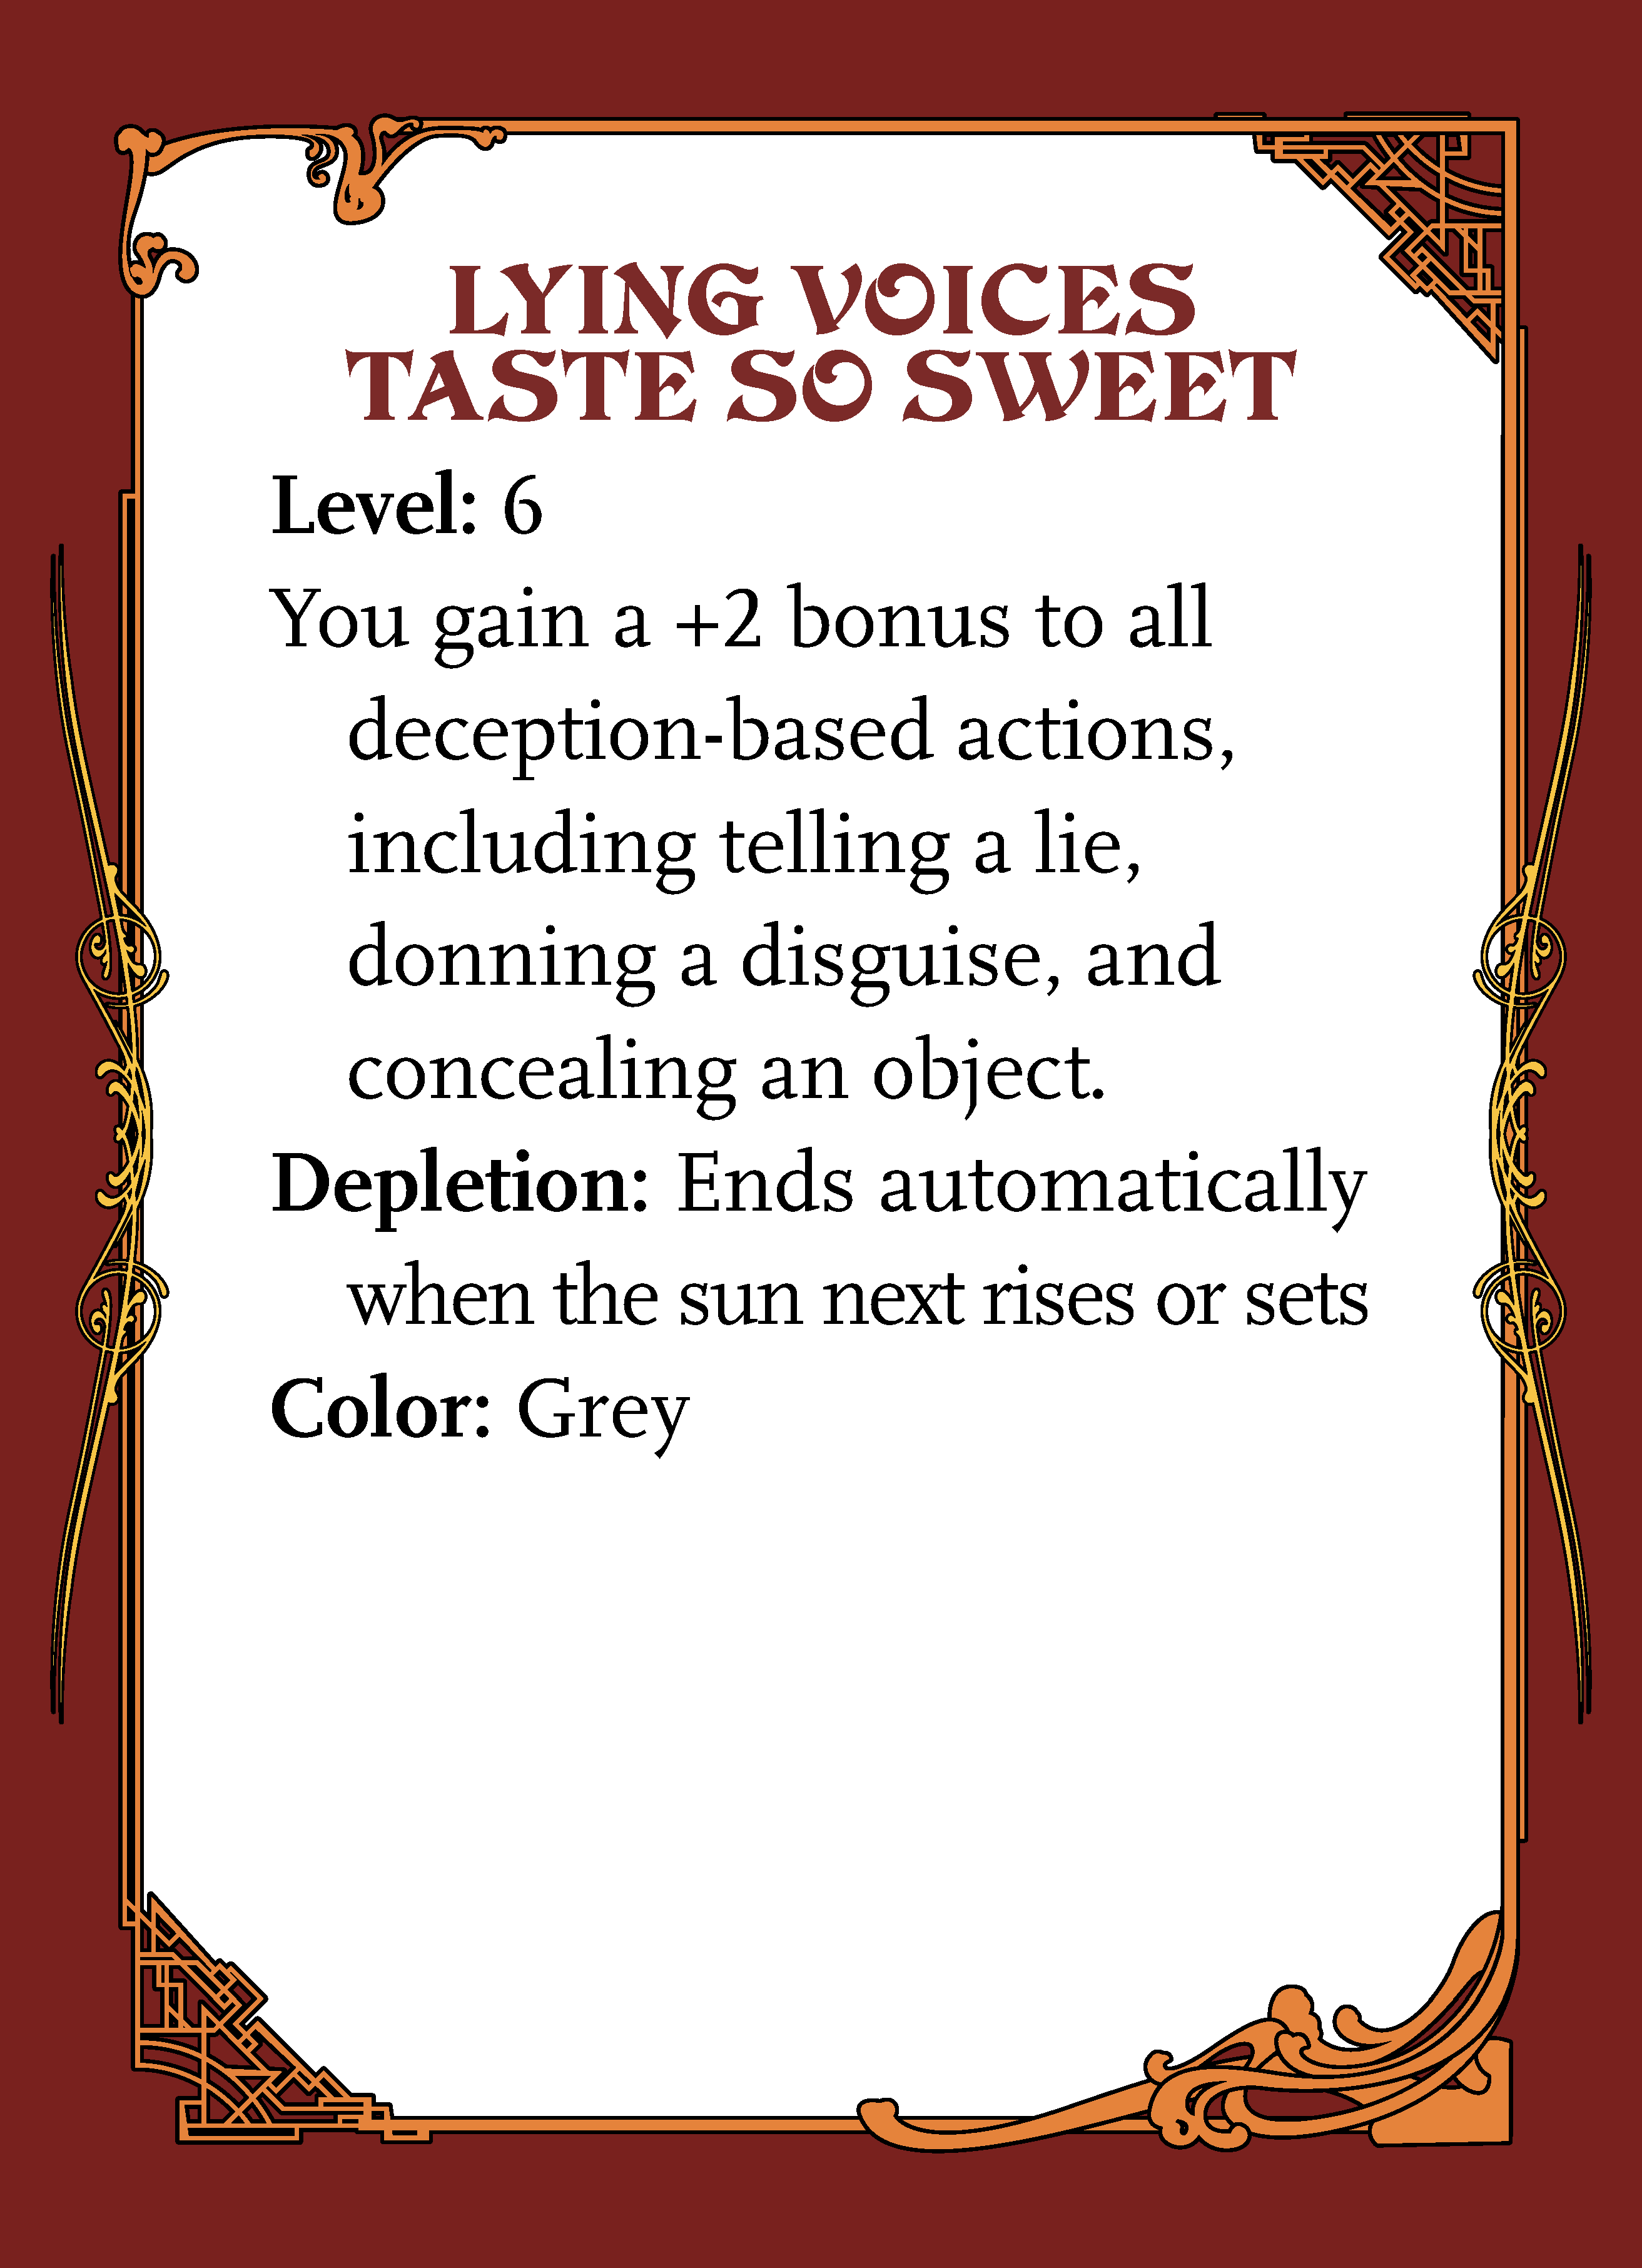 LYING VOICES
TASTE SO SWEET
Level: 6
You gain a +2 bonus to all
deception-based actions,
including telling a lie,
donning a disguise, and
concealing an object.
Depletion: Ends automatically
when the sun next rises or sets
Color: Grey